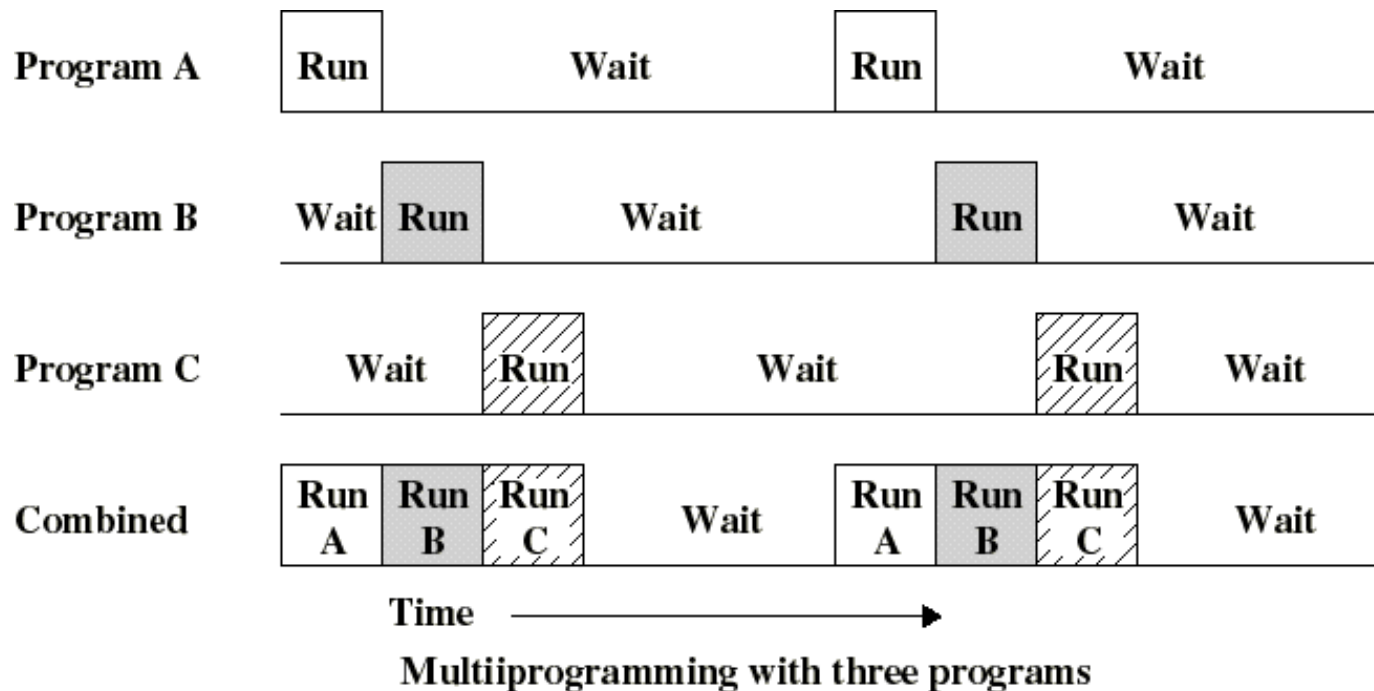 Program A Run Wait Run Wait
Program B Wait Run Wait Run Wait
Program C Wait Run Wait Run Wait
Combined Run A Run B Run C Wait Run A Run B Run C Wait
Time
Multiiprogramming with three programs